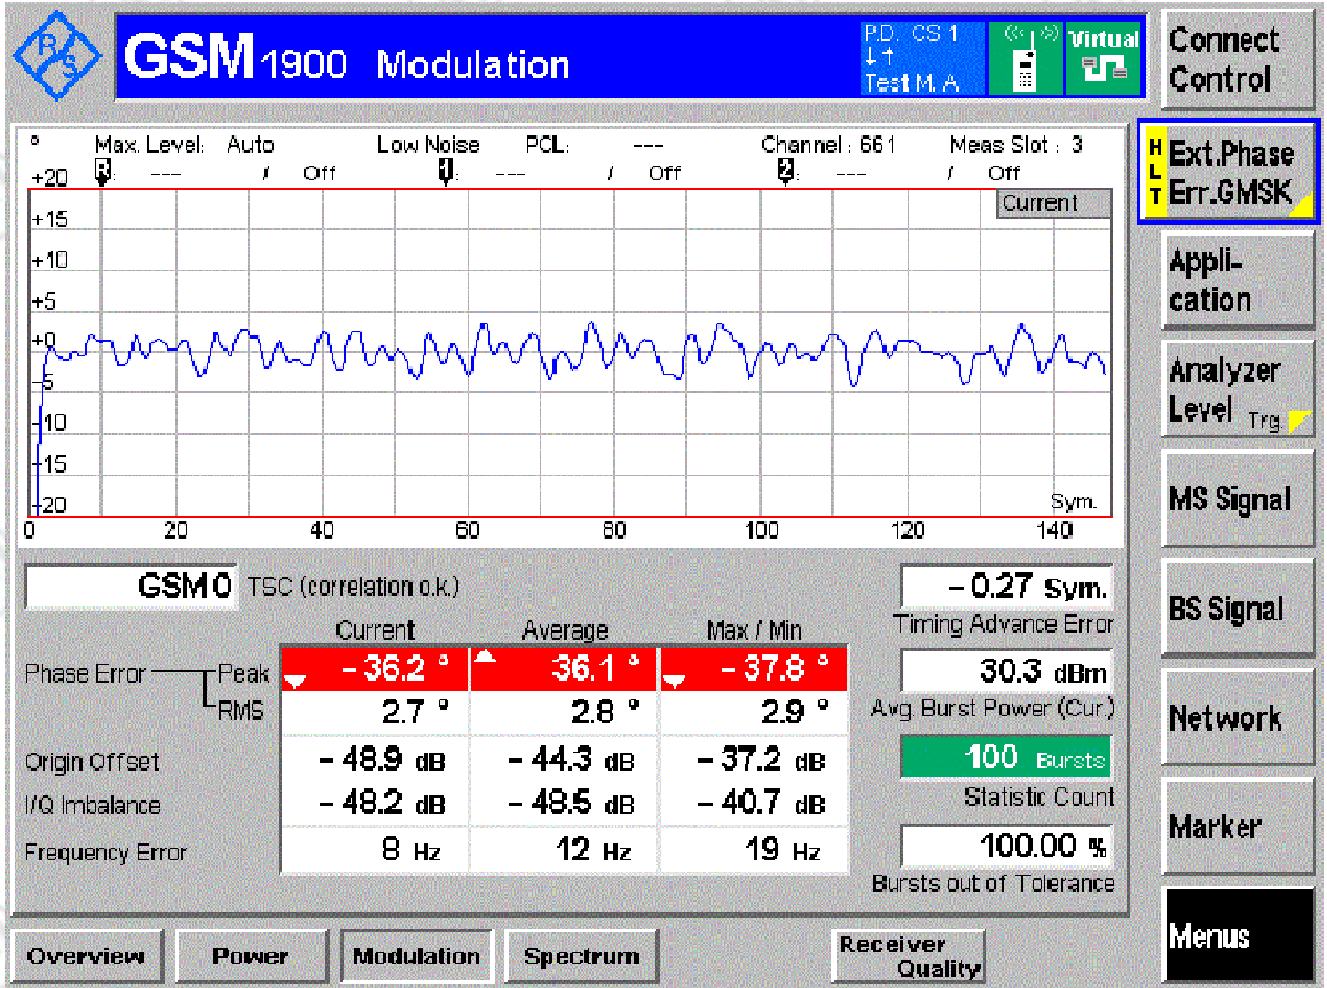 R S
GSM 1900 Modulation
P.D. CS 1
Test M. A
Virtual
Connect
Control
° Max. Level: Auto Low Noise PCL: --- Channel : 661 Meas Slot : 3
R : --- / Off 1 : --- / Off 2 : --- / Off
Current
+20
+15
+10
+5
+0
-5
-10
-15
-20
Sym.
0 20 40 60 80 100 120 140
HLT
Ext.Phase
Err.GMSK
Appli-
cation
Analyzer
Level Trg.
MS Signal
BS Signal
Network
Marker
Menus
GSM 0 TSC (correlation o.k.)
- 0.27 Sym.
Timing Advance Error
Current Average Max / Min
Phase Error Peak - 36.2 ° 36.1 ° - 37.8 °
RMS 2.7 ° 2.8 ° 2.9 °
30.3 dBm
Avg. Burst Power (Cur.)
Origin Offset - 48.9 dB - 44.3 dB - 37.2 dB
100 Bursts
Statistic Count
I/Q Imbalance - 48.2 dB - 48.5 dB - 40.7 dB
Frequency Error 8 Hz 12 Hz 19 Hz
100.00 %
Bursts out of Tolerance
Overview Power Modulation Spectrum Receiver
Quality